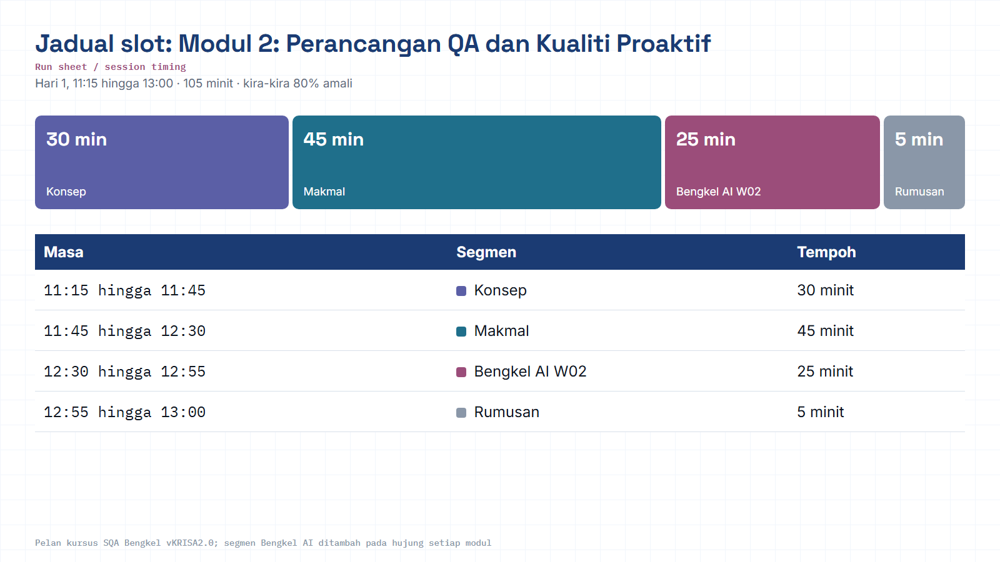 Jadual slot: Modul 2: Perancangan QA dan Kualiti Proaktif
Run sheet / session timing
Hari 1, 11:15 hingga 13:00 · 105 minit · kira-kira 80% amali
30 min
45 min
25 min
5 min
Konsep
Makmal
Bengkel AI W02
Rumusan
Masa Segmen Tempoh
11:15 hingga 11:45 Konsep 30 minit
11:45 hingga 12:30 Makmal 45 minit
12:30 hingga 12:55 Bengkel AI W02 25 minit
12:55 hingga 13:00 Rumusan 5 minit
Pelan kursus SQA Bengkel vKRISA2.0; segmen Bengkel AI ditambah pada hujung setiap modul